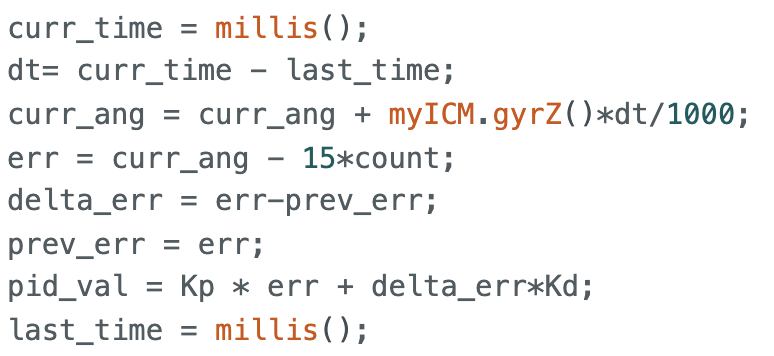 curr_time = millis();
dt= curr_time - last_time;
curr_ang = curr_ang + myICM.gyrZ()*dt/1000;
err = curr_ang - 15*count;
delta_err = err-prev_err;
prev_err = err;
pid_val = Kp * err + delta_err*Kd;
last_time = millis();